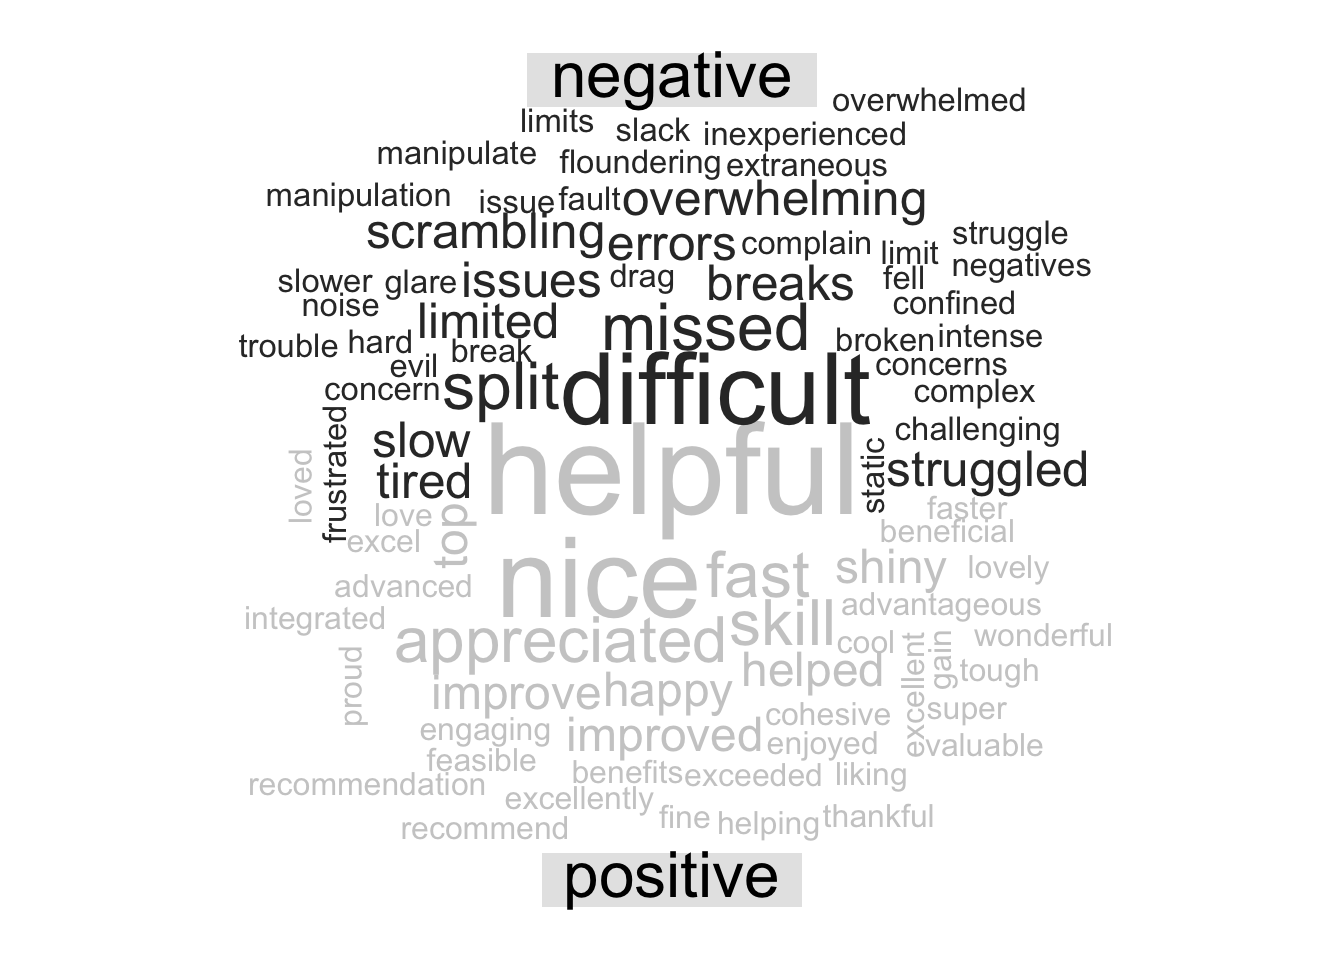 negative
overwhelmed
limits slack inexperienced
manipulate floundering extraneous
manipulation issue fault overwhelming
scrambling errors complain limit struggle
negatives
slower glare issues drag breaks fell
noise limited missed confined
trouble hard break broken intense
evil split difficult concerns
concern complex
frustrated slow static challenging
tired struggled
loved helpful
love top faster
excel beneficial
advanced nice fast shiny lovely
integrated appreciated skill advantageous
cool excellent gain wonderful
proud improve happy helped tough
engaging improved cohesive super
feasible enjoyed valuable
recommendation benefits exceeded liking
excellently fine helping thankful
recommend
positive